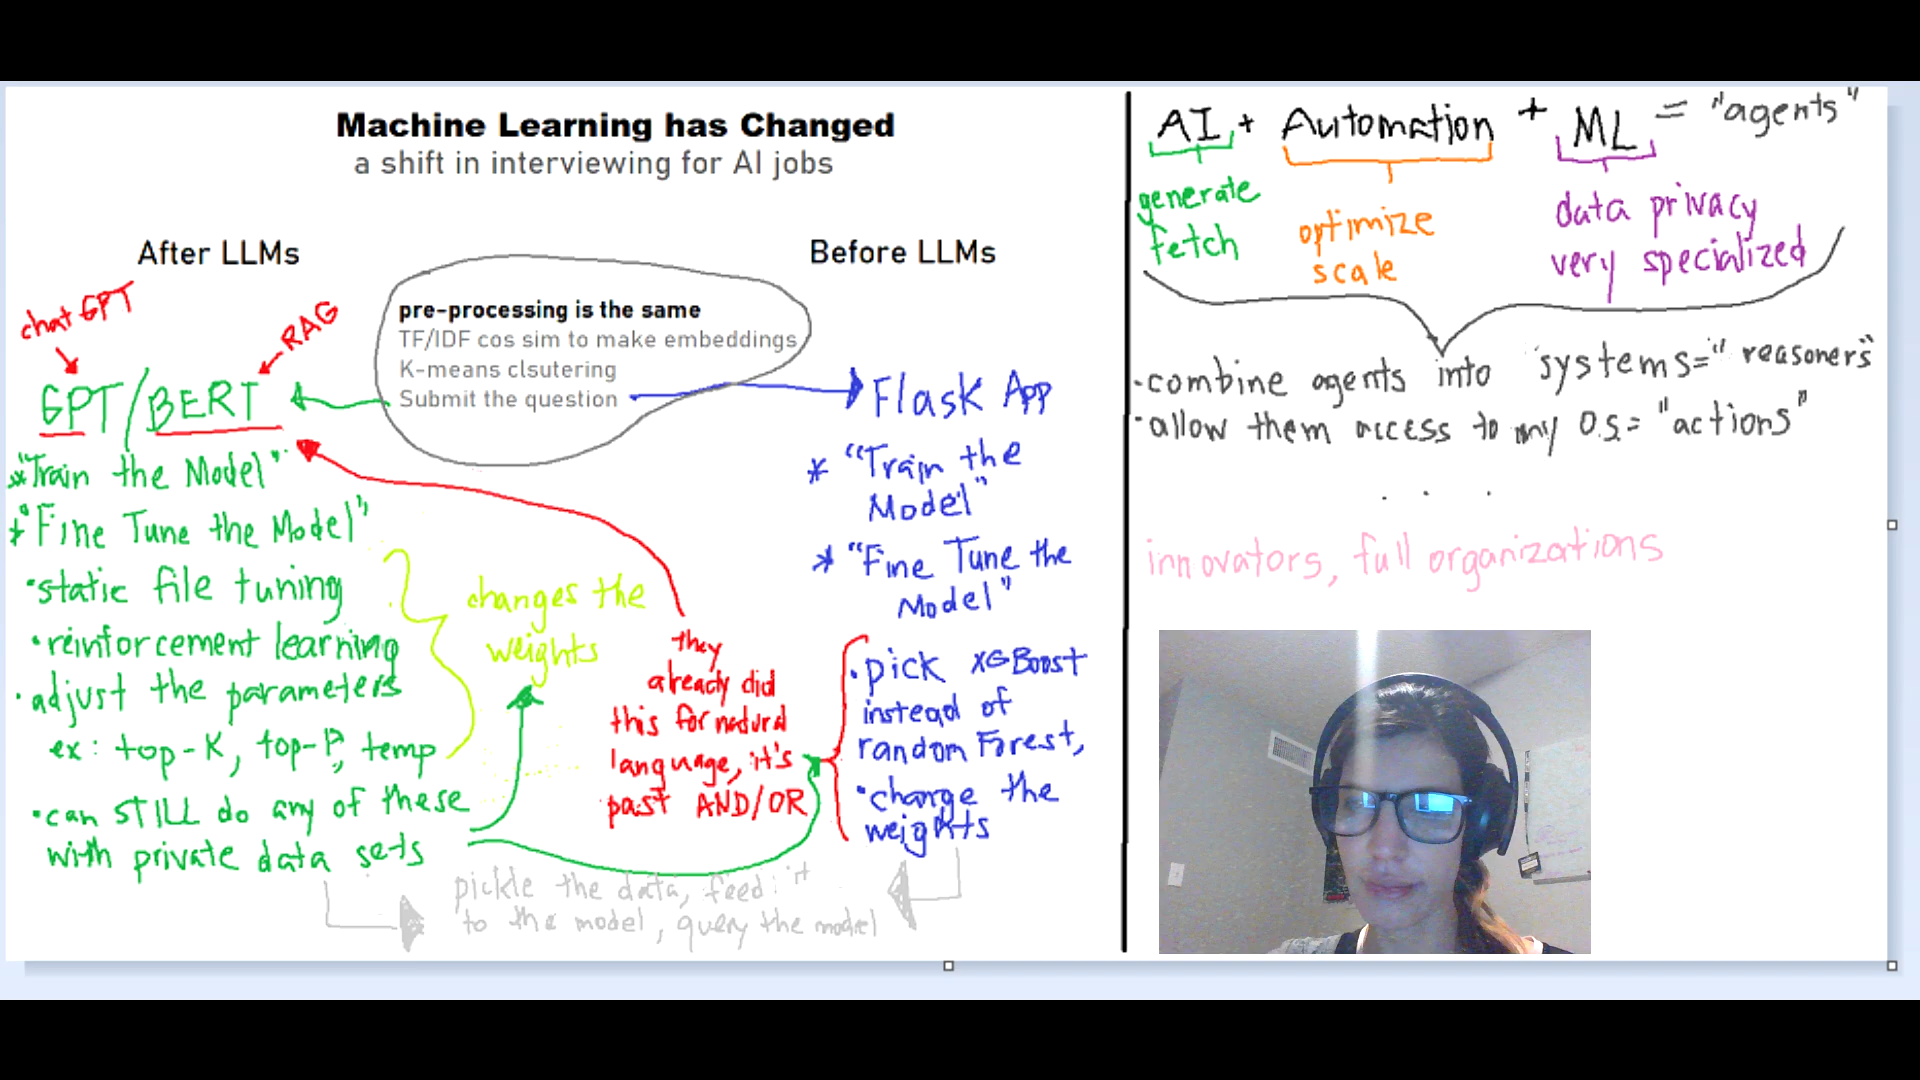 Machine Learning has Changed
a shift in interviewing for AI jobs
After LLMs
Before LLMs
pre-processing is the same
TF/IDF cos sim to make embeddings
K-means clsutering
Submit the question
chat GPT
RAG
GPT/BERT
*"Train the Model"
*"Fine Tune the Model"
•static file tuning
•reinforcement learning
•adjust the parameters
ex: top-K, top-P, temp
•can STILL do any of these
with private data sets
changes the
weights
they
already did
this for natural
language, it's
past AND/OR
Flask App
* "Train the
Model"
* "Fine Tune the
Model"
•pick XGBoost
instead of
random Forest,
•change the
weights
pickle the data, feed it
to the model, query the model
AI + Automation + ML = "agents"
generate
fetch
optimize
scale
data privacy
very specialized
•combine agents into systems="reasoners"
•allow them access to my O.S.= "actions"
. . .
innovators, full organizations